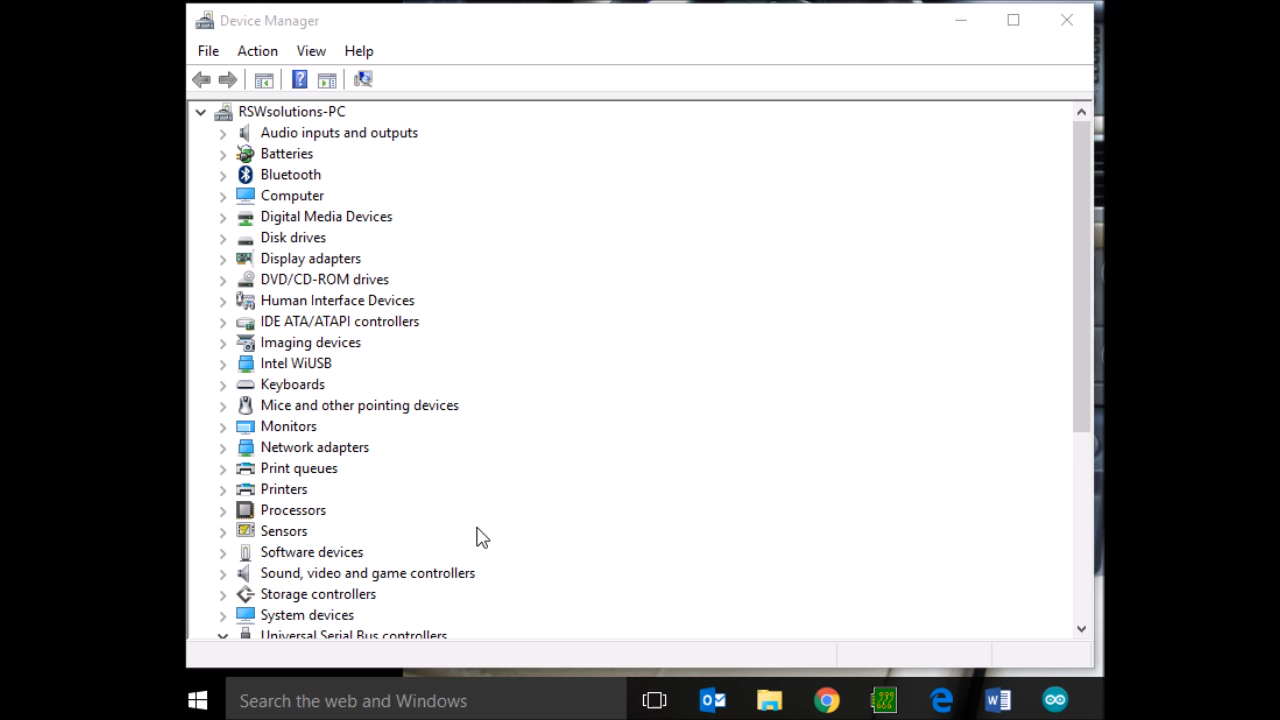 Device Manager
File Action View Help
RSWsolutions-PC
Audio inputs and outputs
Batteries
Bluetooth
Computer
Digital Media Devices
Disk drives
Display adapters
DVD/CD-ROM drives
Human Interface Devices
IDE ATA/ATAPI controllers
Imaging devices
Intel WiUSB
Keyboards
Mice and other pointing devices
Monitors
Network adapters
Print queues
Printers
Processors
Sensors
Software devices
Sound, video and game controllers
Storage controllers
System devices
Universal Serial Bus controllers
Search the web and Windows